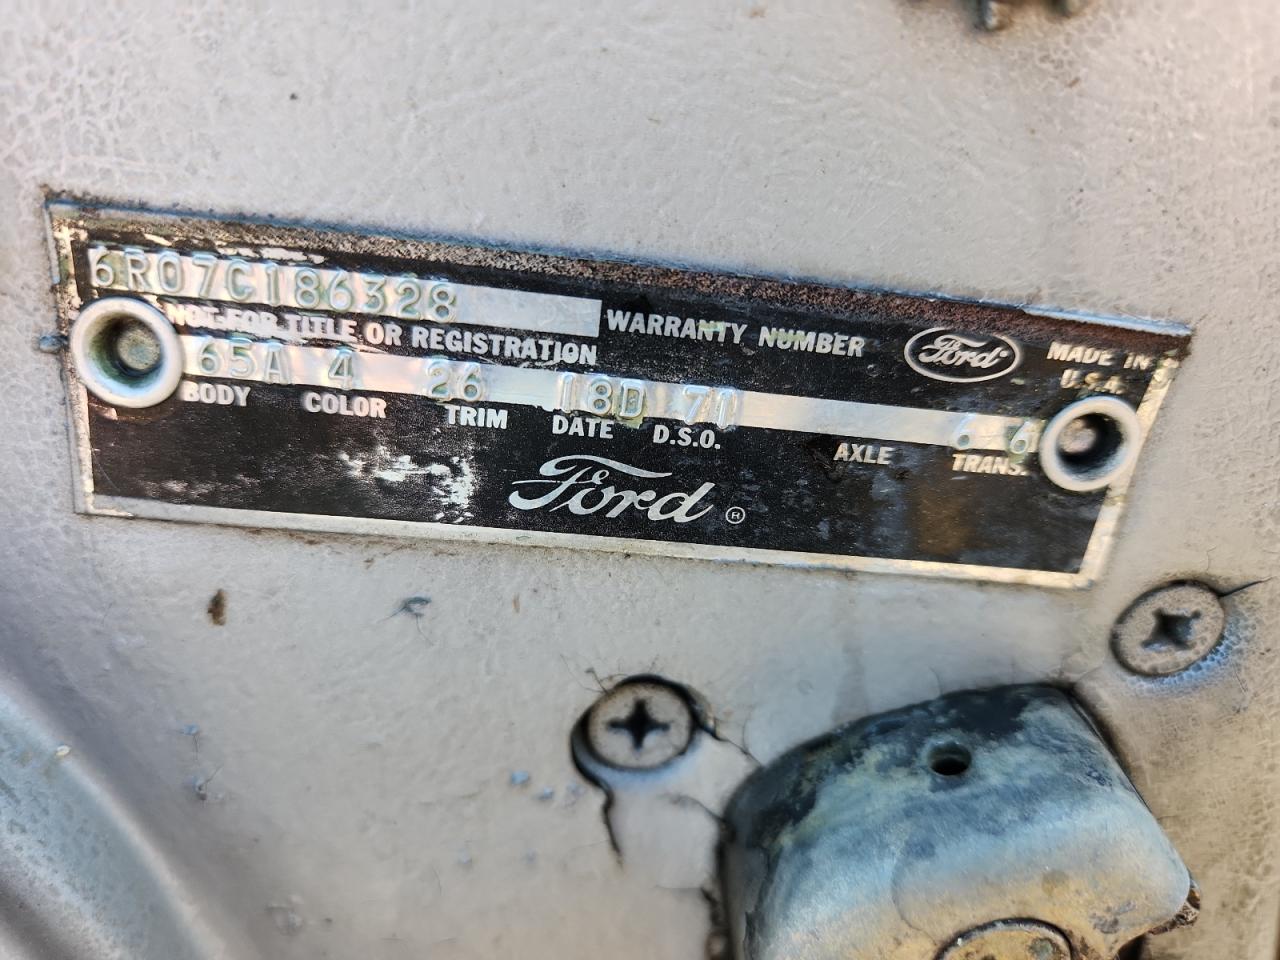 6R07C186328
WARRANTY NUMBER
Ford
MADE IN
U.S.A.
NOT FOR TITLE OR REGISTRATION
65A 4 26 18D 71 6 6
BODY COLOR TRIM DATE D.S.O. AXLE TRANS.
Ford ®